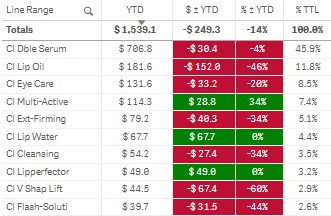 Line Range YTD $ ± YTD % ± YTD % TTL
Totals $ 1,539.1 -$ 249.3 -14% 100.0%
Cl Dble Serum $ 706.8 -$ 30.4 -4% 45.9%
Cl Lip Oil $ 181.6 -$ 152.0 -46% 11.8%
Cl Eye Care $ 131.6 -$ 33.2 -20% 8.5%
Cl Multi-Active $ 114.3 $ 28.8 34% 7.4%
Cl Ext-Firming $ 79.2 -$ 40.3 -34% 5.1%
Cl Lip Water $ 67.7 $ 67.7 0% 4.4%
Cl Cleansing $ 54.2 -$ 27.4 -34% 3.5%
Cl Lipperfector $ 49.0 $ 49.0 0% 3.2%
Cl V Shap Lift $ 44.5 -$ 67.4 -60% 2.9%
Cl Flash-Soluti $ 39.7 -$ 31.5 -44% 2.6%